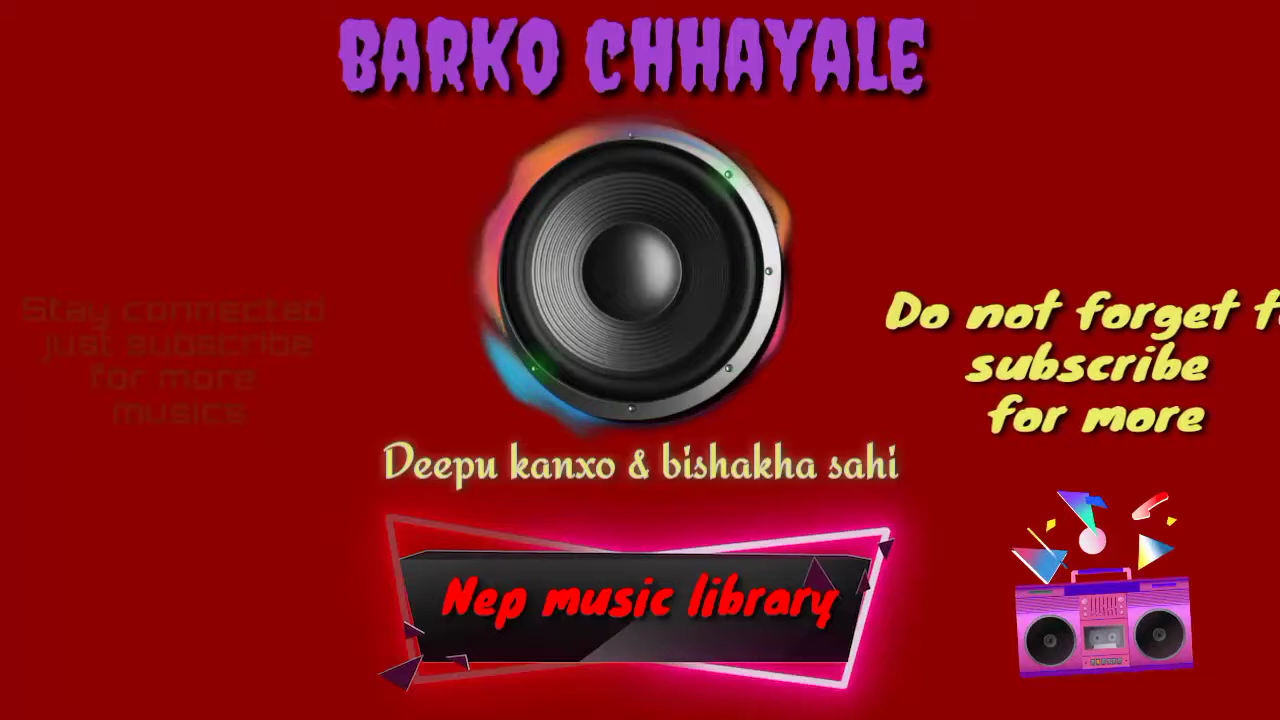 BARKO CHHAYALE
Stay connected
just subscribe
for more
musics
Do not forget
subscribe
for more
Deepu kanxo & bishakha sahi
Nep music library